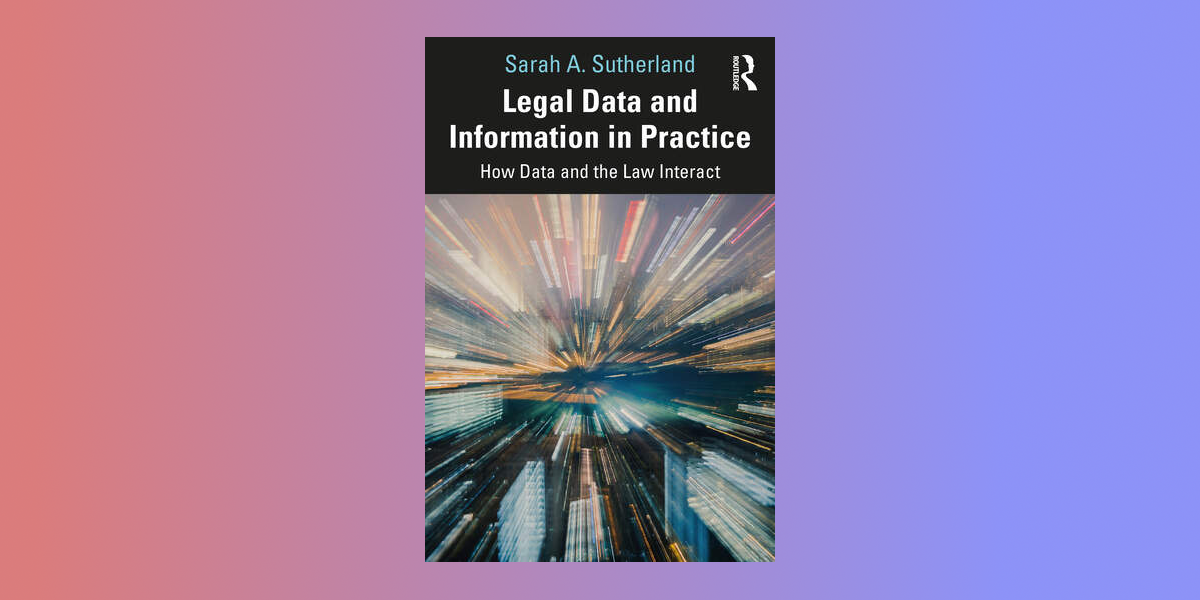 Sarah A. Sutherland
ROUTLEDGE
Legal Data and
Information in Practice
How Data and the Law Interact